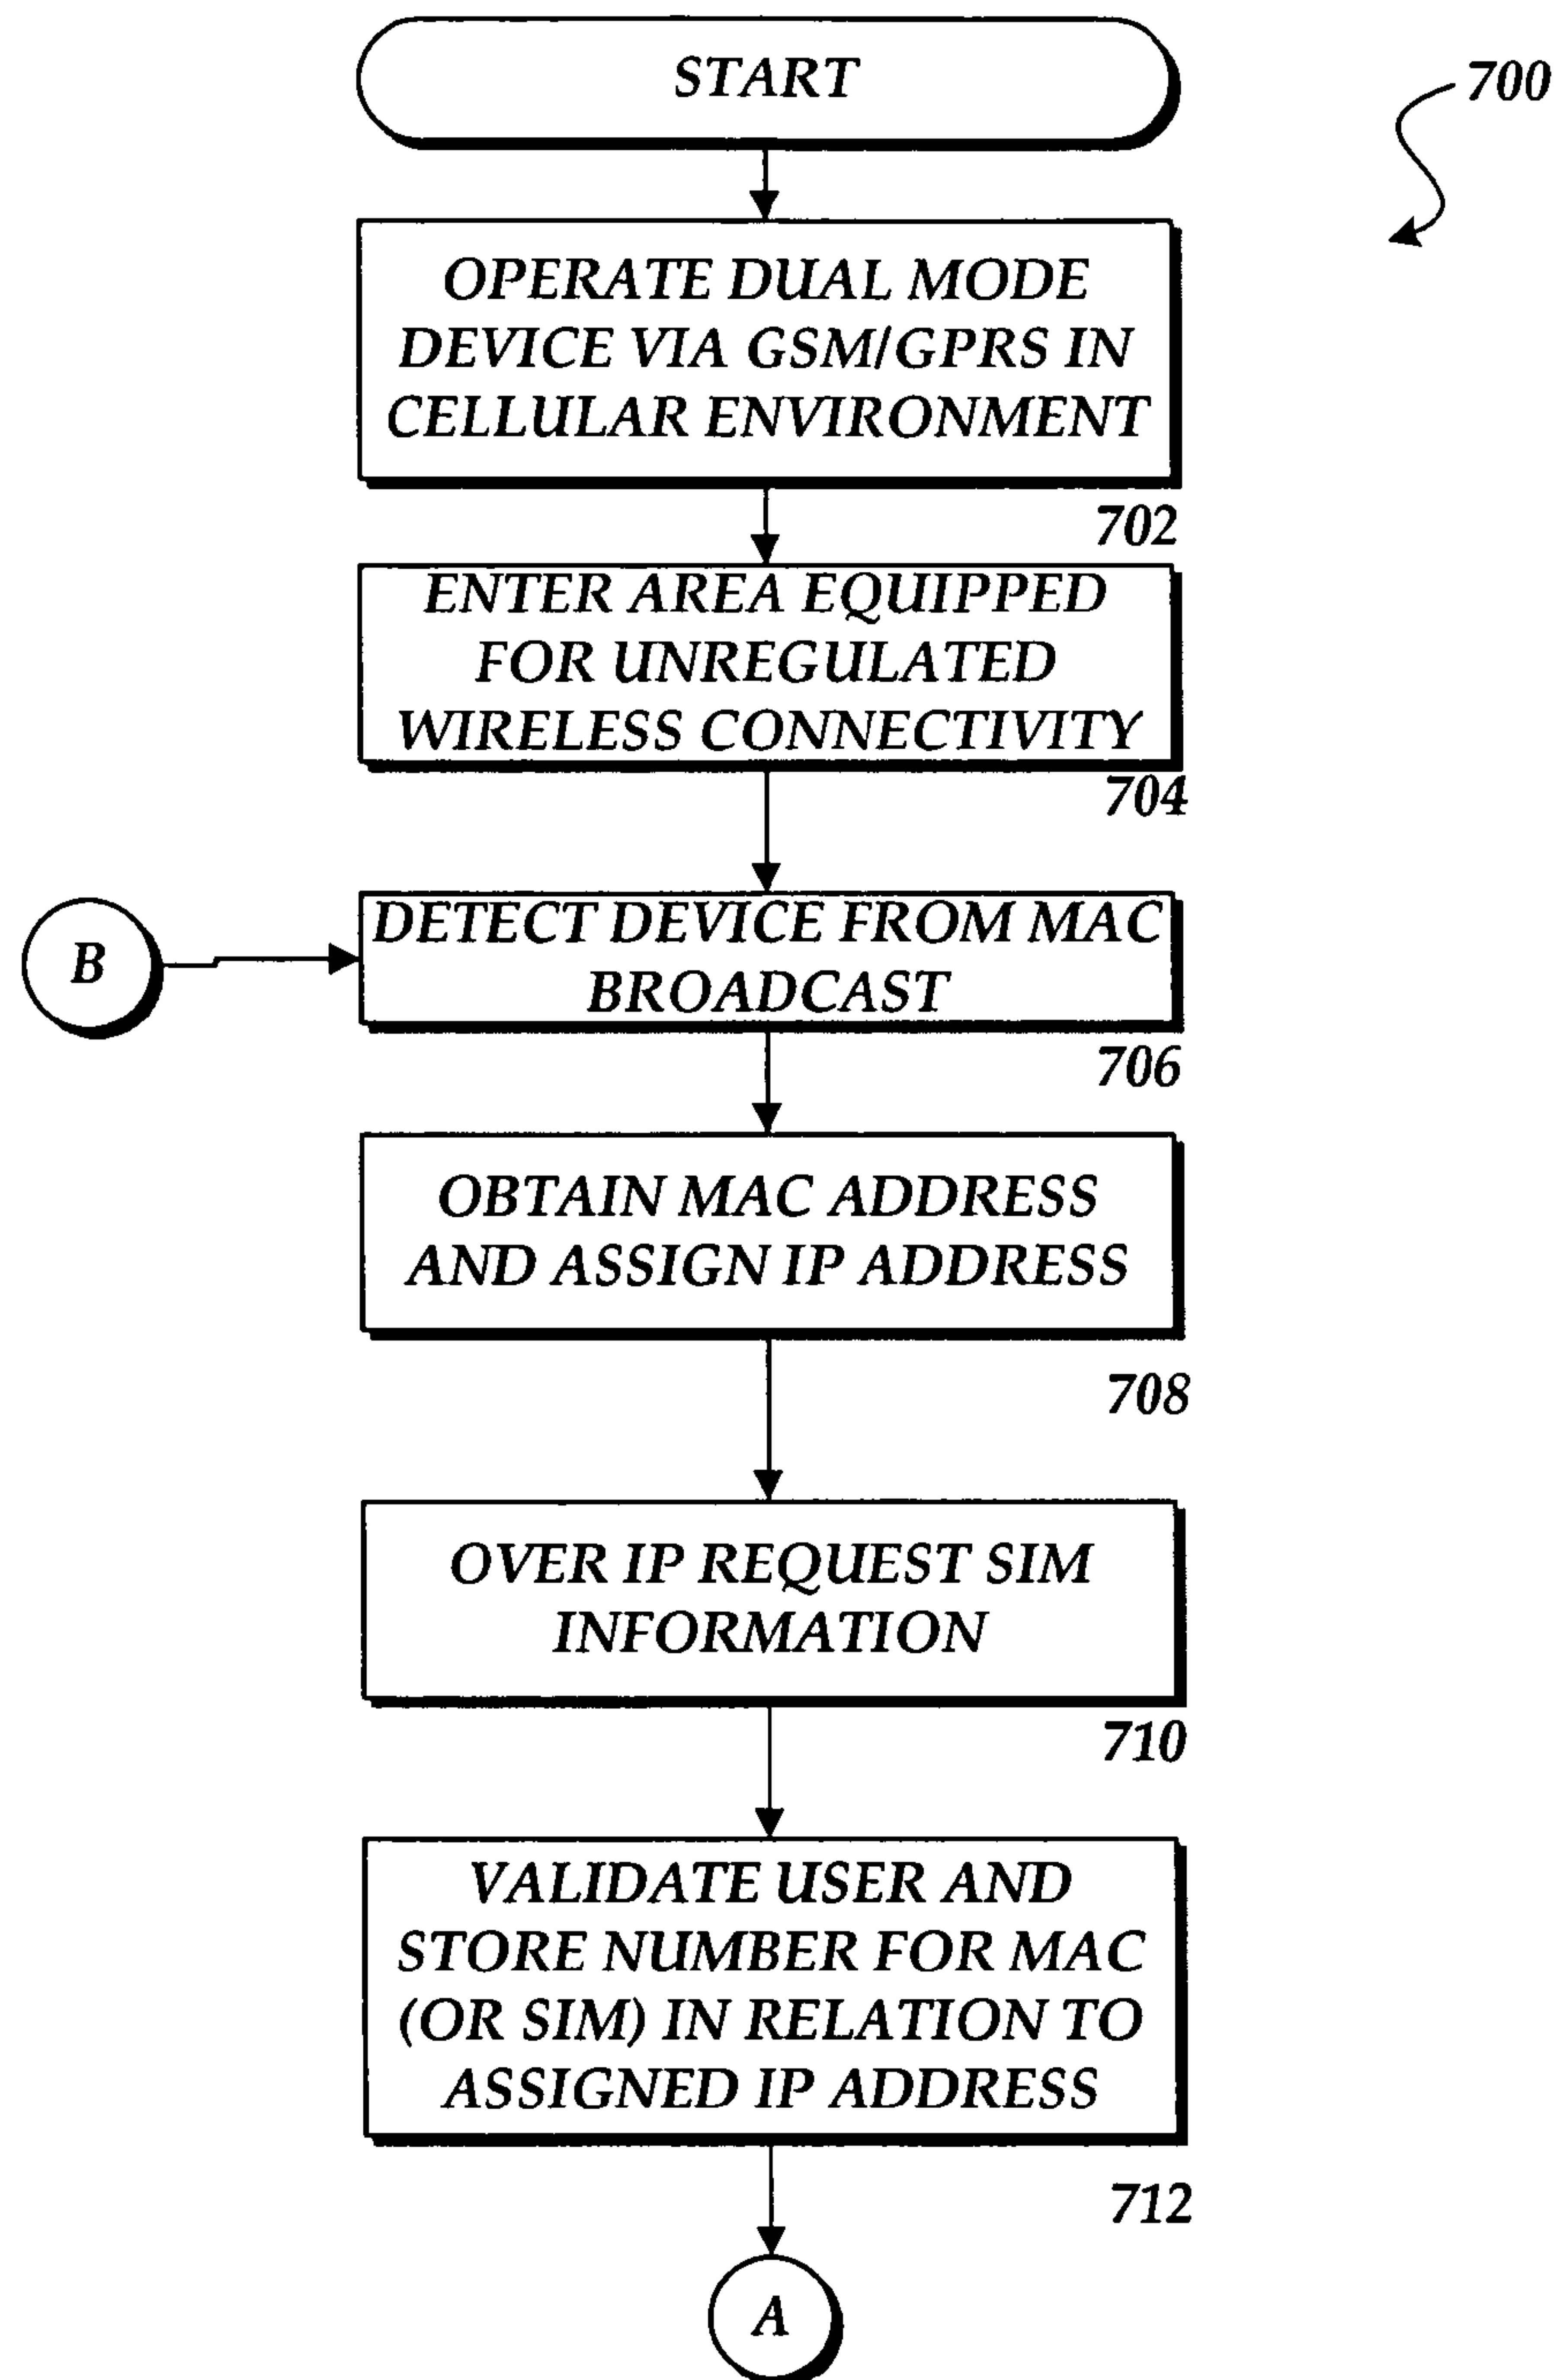 START
700
OPERATE DUAL MODE
DEVICE VIA GSM/GPRS IN
CELLULAR ENVIRONMENT
702
ENTER AREA EQUIPPED
FOR UNREGULATED
WIRELESS CONNECTIVITY
704
B
DETECT DEVICE FROM MAC
BROADCAST
706
OBTAIN MAC ADDRESS
AND ASSIGN IP ADDRESS
708
OVER IP REQUEST SIM
INFORMATION
710
VALIDATE USER AND
STORE NUMBER FOR MAC
(OR SIM) IN RELATION TO
ASSIGNED IP ADDRESS
712
A